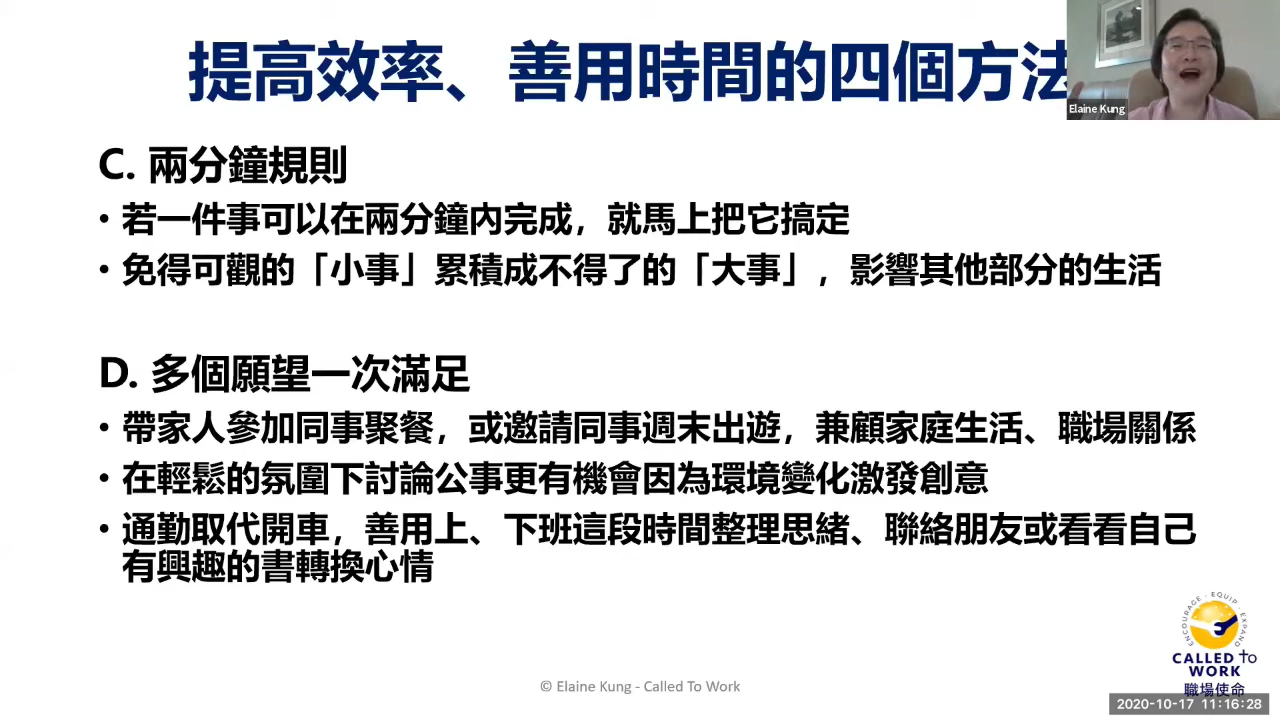 提高效率、善用時間的四個方法
Elaine Kung
C. 兩分鐘規則
• 若一件事可以在兩分鐘內完成，就馬上把它搞定
• 免得可觀的「小事」累積成不得了的「大事」，影響其他部分的生活
D. 多個願望一次滿足
• 帶家人參加同事聚餐，或邀請同事週末出遊，兼顧家庭生活、職場關係
• 在輕鬆的氛圍下討論公事更有機會因為環境變化激發創意
• 通勤取代開車，善用上、下班這段時間整理思緒、聯絡朋友或看看自己
有興趣的書轉換心情
ENCOURAGE · EQUIP · EXPAND
CALLED TO
WORK
職場使命
© Elaine Kung - Called To Work
2020-10-17 11:16:28